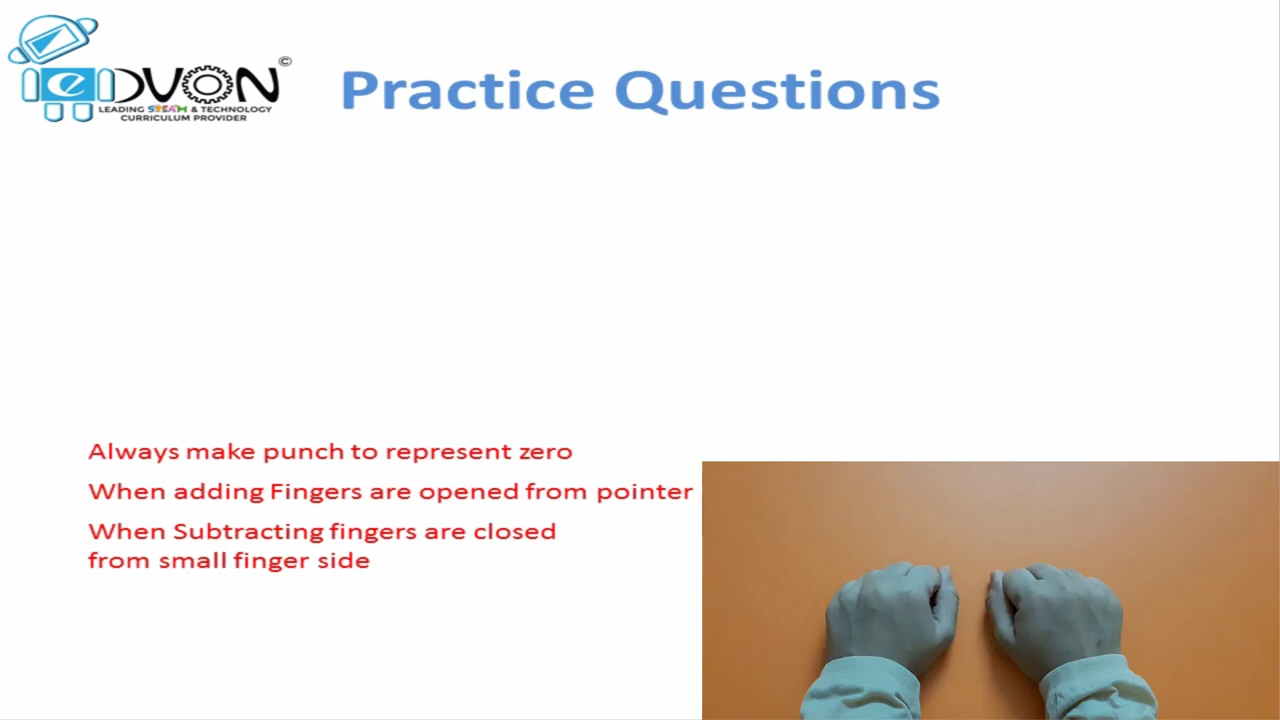 eDVON©
Practice Questions
LEADING STEAM & TECHNOLOGY
CURRICULUM PROVIDER
Always make punch to represent zero
When adding Fingers are opened from pointer
When Subtracting fingers are closed
from small finger side